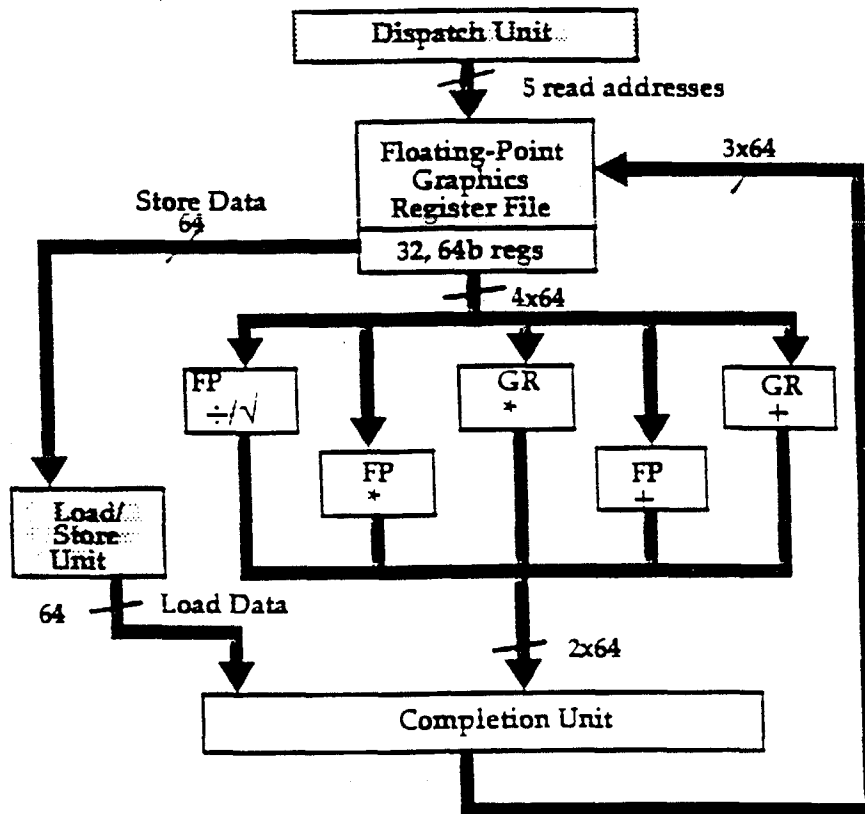 Dispatch Unit
5 read addresses
Floating-Point
Graphics
Register File
3x64
Store Data
64
32, 64b regs
4x64
FP
÷/√
GR
*
GR
+
FP
*
FP
+
Load/
Store
Unit
64
Load Data
2x64
Completion Unit